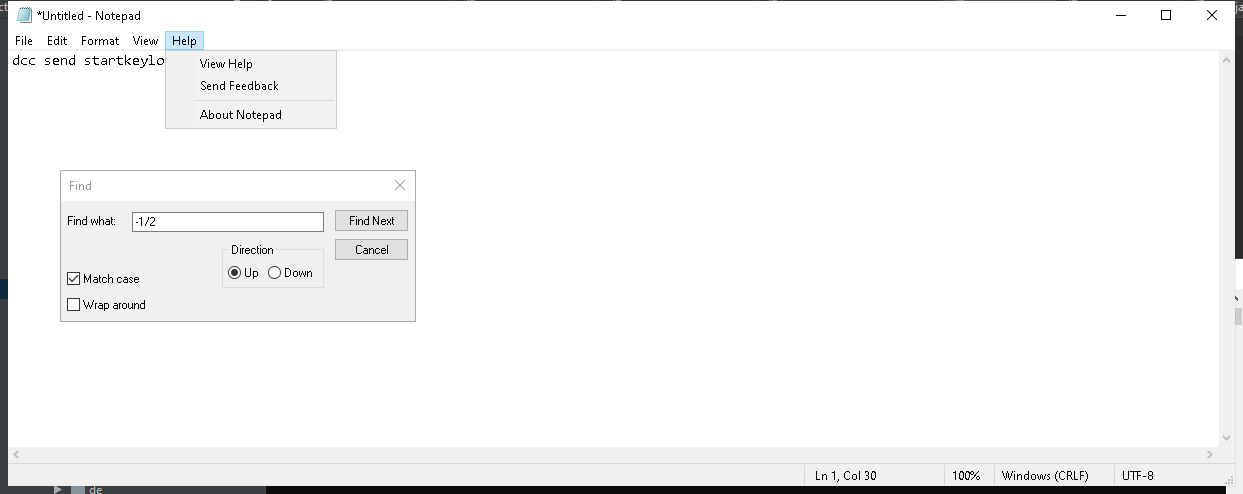 *Untitled - Notepad
File Edit Format View Help
dcc send startkeylo
View Help
Send Feedback
About Notepad
Find
Find what: -1/2 Find Next
Direction Cancel
Up Down
Match case
Wrap around
Ln 1, Col 30 100% Windows (CRLF) UTF-8
de